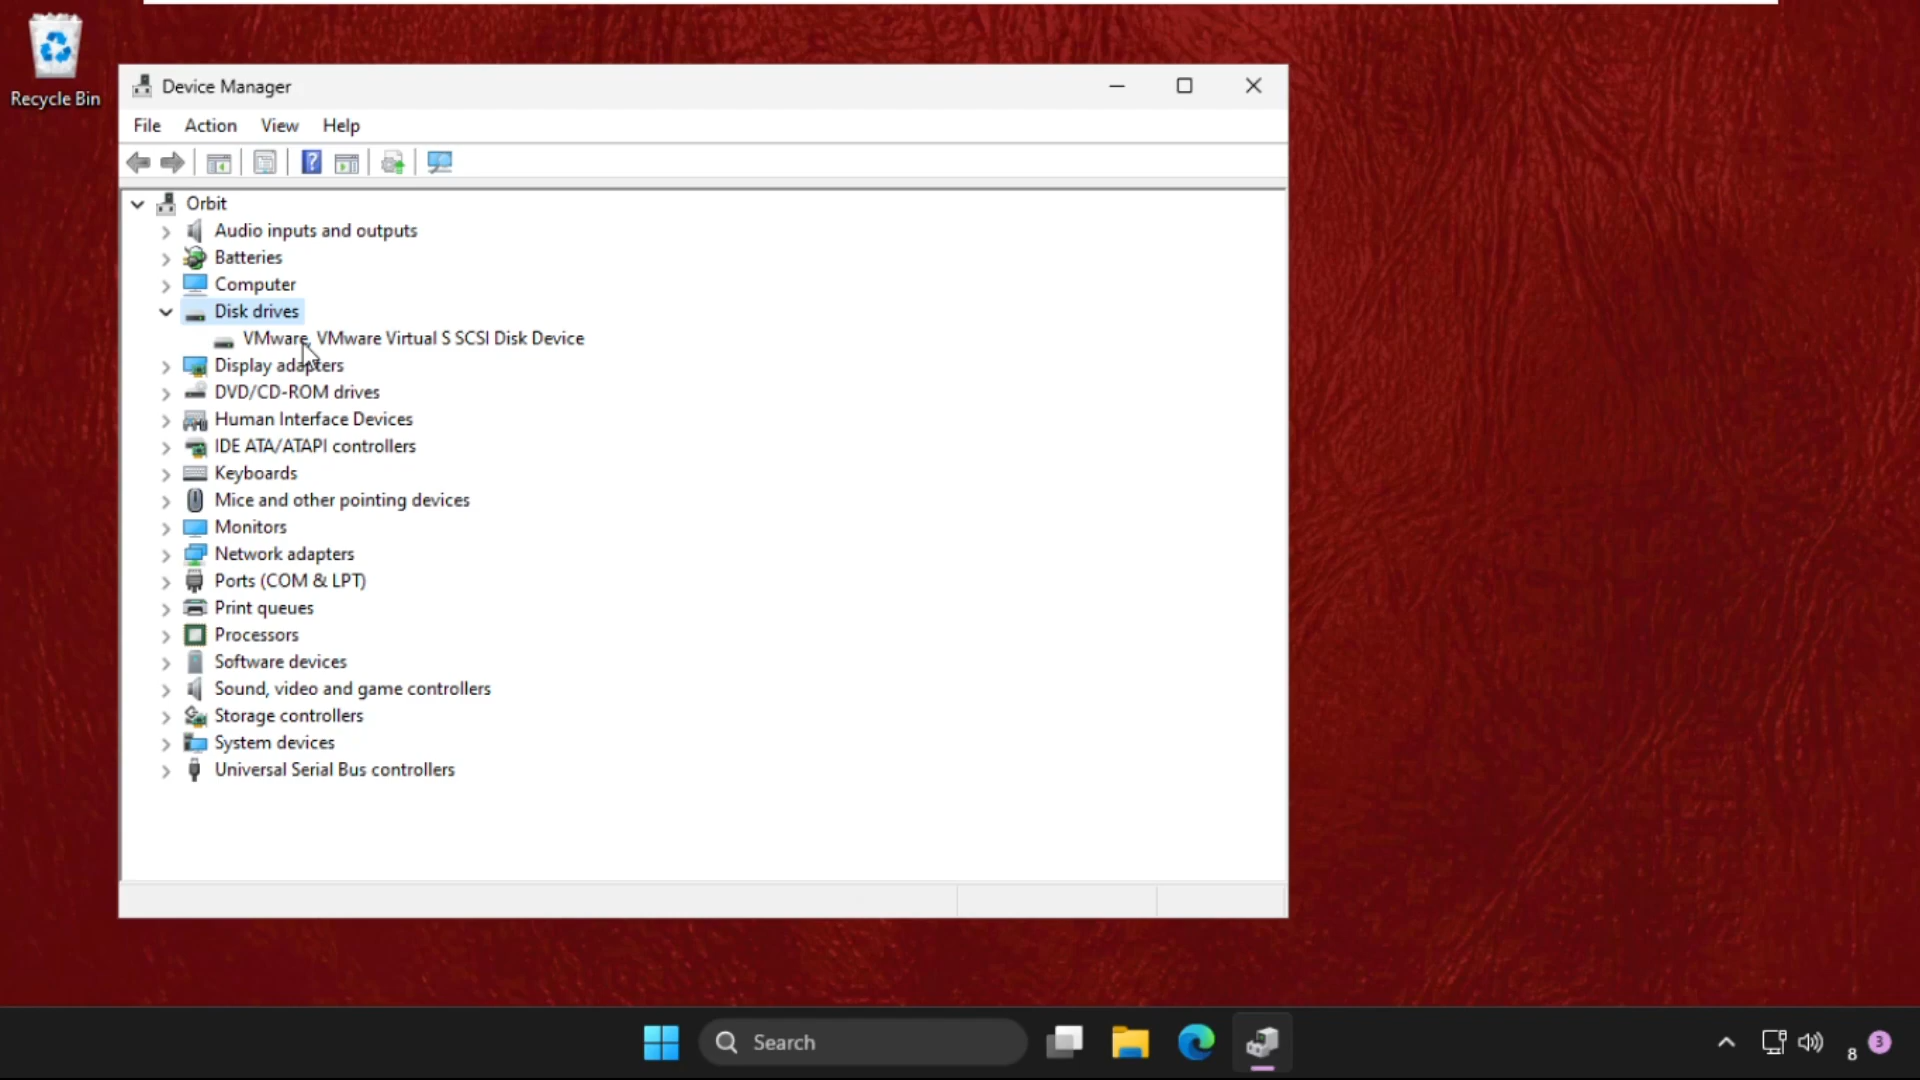 Recycle Bin
Device Manager
File Action View Help
Orbit
Audio inputs and outputs
Batteries
Computer
Disk drives
VMware, VMware Virtual S SCSI Disk Device
Display adapters
DVD/CD-ROM drives
Human Interface Devices
IDE ATA/ATAPI controllers
Keyboards
Mice and other pointing devices
Monitors
Network adapters
Ports (COM & LPT)
Print queues
Processors
Software devices
Sound, video and game controllers
Storage controllers
System devices
Universal Serial Bus controllers
Search
8 3